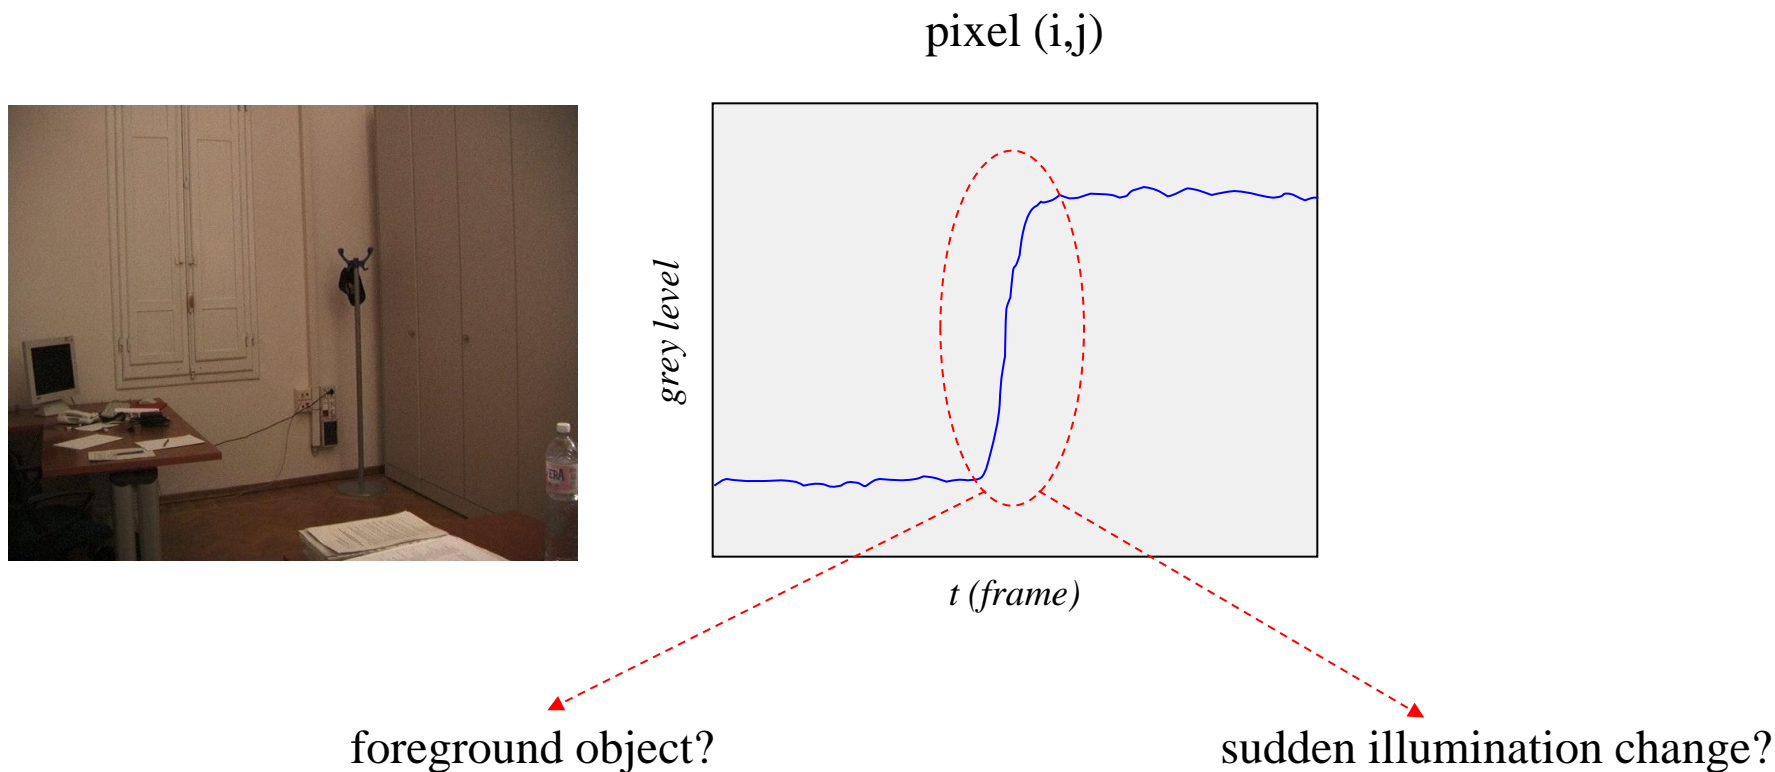 pixel (i,j)
grey level
t (frame)
foreground object?
sudden illumination change?